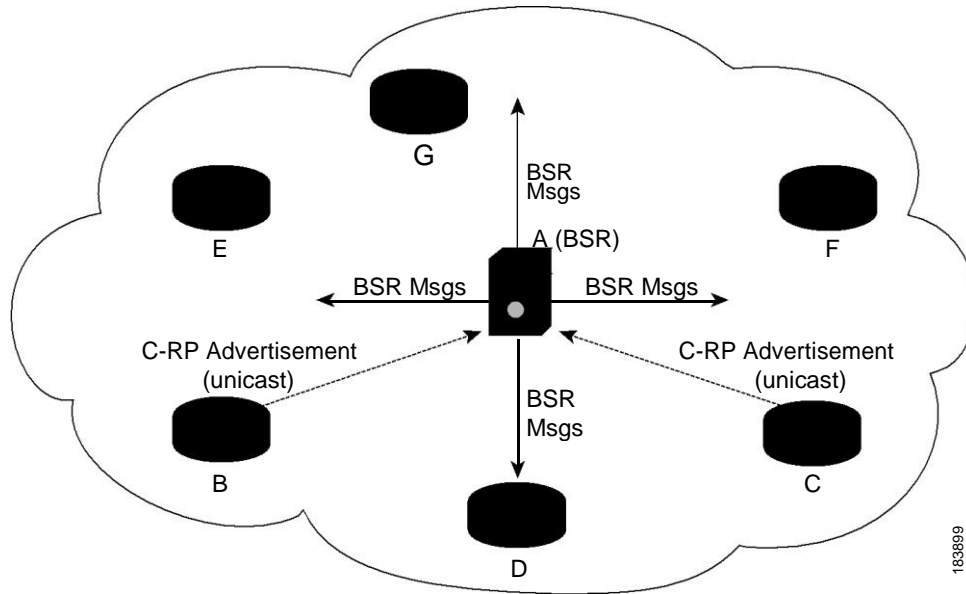 G
BSR
Msgs
E
F
A (BSR)
BSR Msgs
BSR Msgs
C-RP Advertisement
(unicast)
C-RP Advertisement
(unicast)
BSR
Msgs
B
C
D
183899